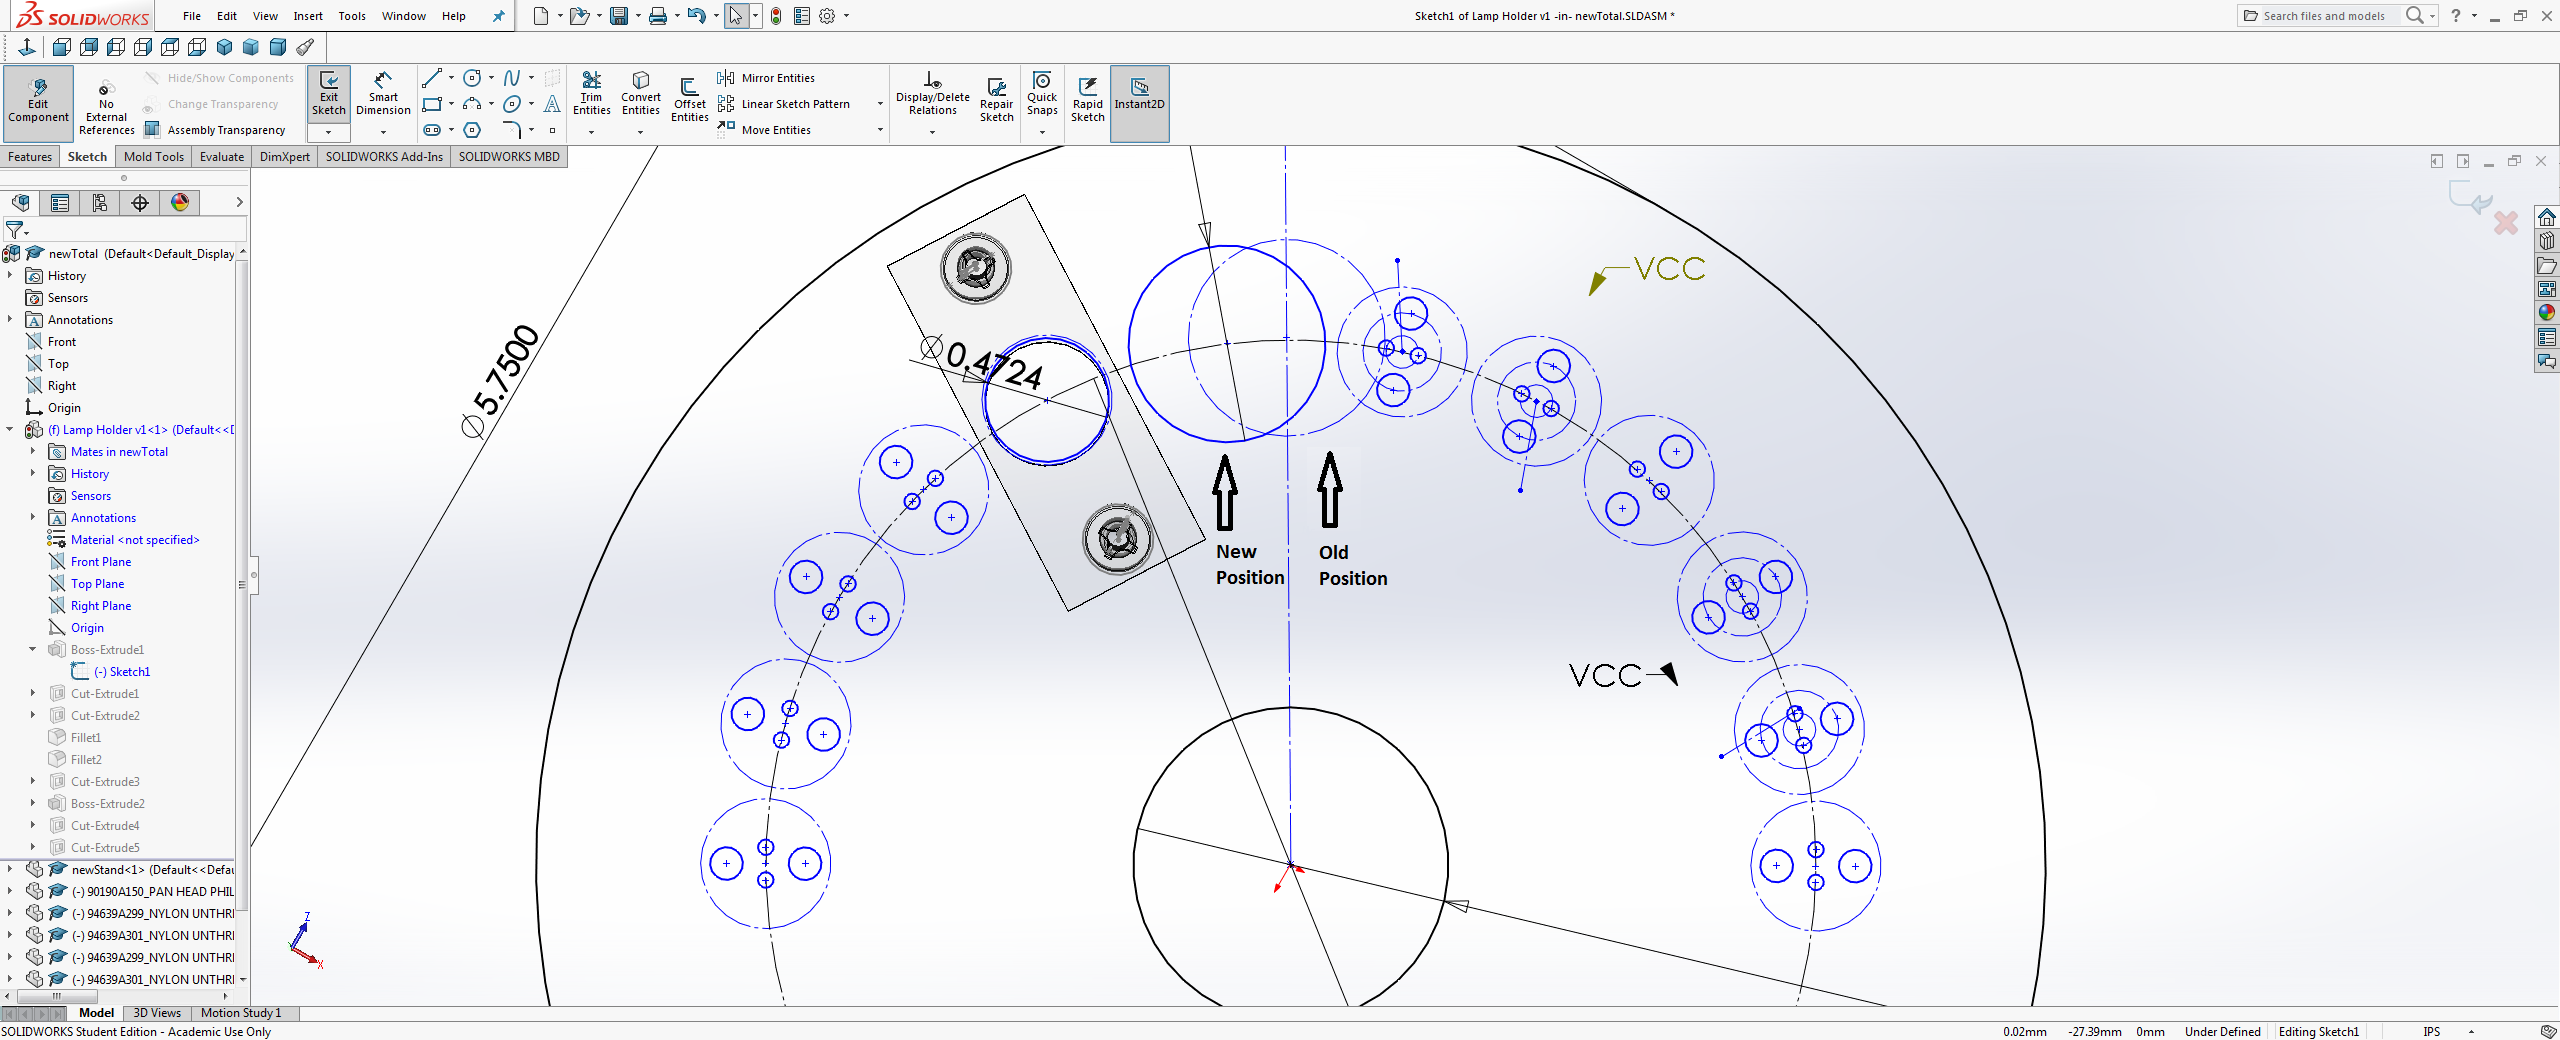 SOLIDWORKS
File Edit View Insert Tools Window Help
Sketch1 of Lamp Holder v1 -in- newTotal.SLDASM *
Search files and models
Edit Component
No External References
Hide/Show Components
Change Transparency
Assembly Transparency
Exit Sketch
Smart Dimension
Trim Entities
Convert Entities
Offset Entities
Mirror Entities
Linear Sketch Pattern
Move Entities
Display/Delete Relations
Repair Sketch
Quick Snaps
Rapid Sketch
Instant2D
Features Sketch Mold Tools Evaluate DimXpert SOLIDWORKS Add-Ins SOLIDWORKS MBD
newTotal (Default<Default_Display
History
Sensors
Annotations
Front
Top
Right
Origin
(f) Lamp Holder v1<1> (Default<<D
Mates in newTotal
History
Sensors
Annotations
Material <not specified>
Front Plane
Top Plane
Right Plane
Origin
Boss-Extrude1
(-) Sketch1
Cut-Extrude1
Cut-Extrude2
Fillet1
Fillet2
Cut-Extrude3
Boss-Extrude2
Cut-Extrude4
Cut-Extrude5
newStand<1> (Default<<Defau
(-) 90190A150_PAN HEAD PHIL
(-) 94639A299_NYLON UNTHRI
(-) 94639A301_NYLON UNTHRI
(-) 94639A299_NYLON UNTHRI
(-) 94639A301_NYLON UNTHRI
Ø5.7500
Ø0.4724
VCC
VCC
New
Position
Old
Position
Z
X
Model 3D Views Motion Study 1
SOLIDWORKS Student Edition - Academic Use Only
0.02mm -27.39mm 0mm Under Defined Editing Sketch1 IPS